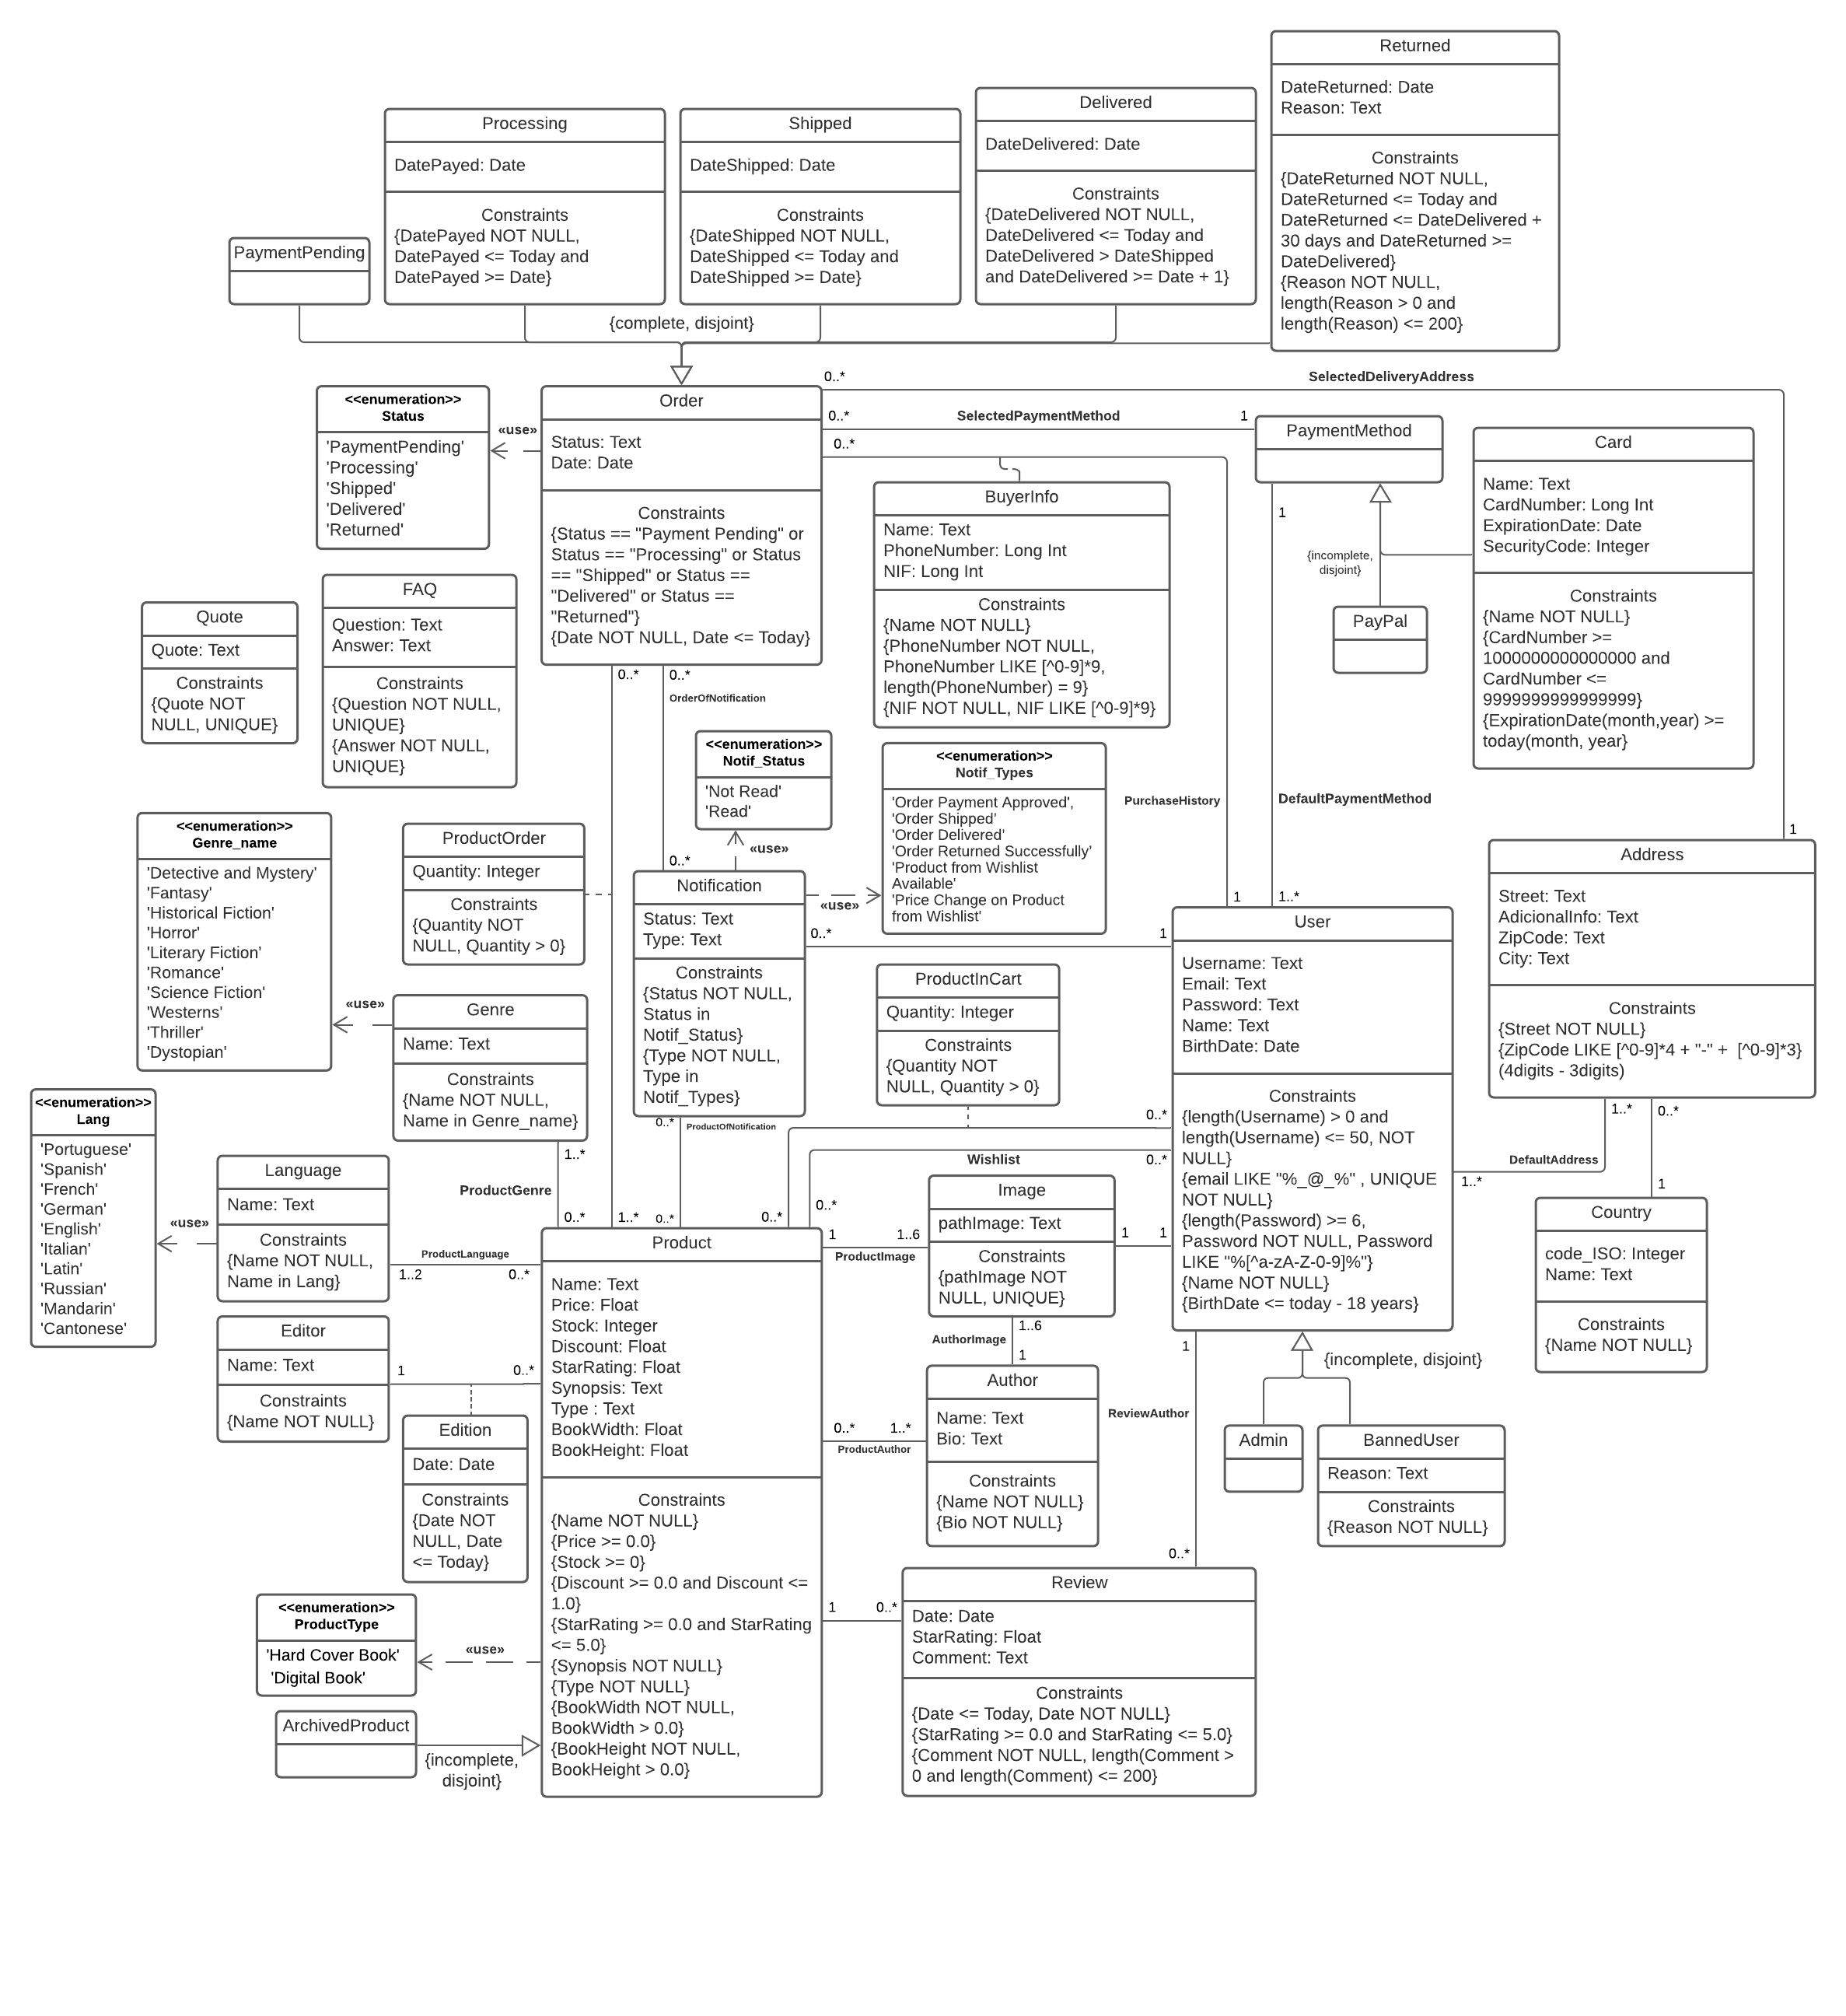 Returned
DateReturned: Date
Reason: Text
Constraints
{DateReturned NOT NULL,
DateReturned <= Today and
DateReturned <= DateDelivered +
30 days and DateReturned >=
DateDelivered}
{Reason NOT NULL,
length(Reason > 0 and
length(Reason) <= 200}
Delivered
DateDelivered: Date
Constraints
{DateDelivered NOT NULL,
DateDelivered <= Today and
DateDelivered > DateShipped
and DateDelivered >= Date + 1}
Processing
DatePayed: Date
Constraints
{DatePayed NOT NULL,
DatePayed <= Today and
DatePayed >= Date}
Shipped
DateShipped: Date
Constraints
{DateShipped NOT NULL,
DateShipped <= Today and
DateShipped >= Date}
PaymentPending
{complete, disjoint}
<<enumeration>>
Status
'PaymentPending'
'Processing'
'Shipped'
'Delivered'
'Returned'
«use»
Order
Status: Text
Date: Date
Constraints
{Status == "Payment Pending" or
Status == "Processing" or Status
== "Shipped" or Status ==
"Delivered" or Status ==
"Returned"}
{Date NOT NULL, Date <= Today}
0..*
SelectedDeliveryAddress
1
0..*
SelectedPaymentMethod
1
0..*
PurchaseHistory
1
PaymentMethod
1
DefaultPaymentMethod
1..*
{incomplete,
disjoint}
PayPal
Card
Name: Text
CardNumber: Long Int
ExpirationDate: Date
SecurityCode: Integer
Constraints
{Name NOT NULL}
{CardNumber >=
1000000000000000 and
CardNumber <=
9999999999999999}
{ExpirationDate(month,year) >=
today(month, year}
BuyerInfo
Name: Text
PhoneNumber: Long Int
NIF: Long Int
Constraints
{Name NOT NULL}
{PhoneNumber NOT NULL,
PhoneNumber LIKE [^0-9]*9,
length(PhoneNumber) = 9}
{NIF NOT NULL, NIF LIKE [^0-9]*9}
Quote
Quote: Text
Constraints
{Quote NOT
NULL, UNIQUE}
FAQ
Question: Text
Answer: Text
Constraints
{Question NOT NULL,
UNIQUE}
{Answer NOT NULL,
UNIQUE}
0..*
0..*
OrderOfNotification
0..*
<<enumeration>>
Notif_Status
'Not Read'
'Read'
«use»
<<enumeration>>
Notif_Types
'Order Payment Approved',
'Order Shipped'
'Order Delivered'
'Order Returned Successfully'
'Product from Wishlist
Available'
'Price Change on Product
from Wishlist'
«use»
<<enumeration>>
Genre_name
'Detective and Mystery'
'Fantasy'
'Historical Fiction'
'Horror'
'Literary Fiction'
'Romance'
'Science Fiction'
'Westerns'
'Thriller'
'Dystopian'
ProductOrder
Quantity: Integer
Constraints
{Quantity NOT
NULL, Quantity > 0}
Notification
Status: Text
Type: Text
Constraints
{Status NOT NULL,
Status in
Notif_Status}
{Type NOT NULL,
Type in
Notif_Types}
0..*
1
ProductInCart
Quantity: Integer
Constraints
{Quantity NOT
NULL, Quantity > 0}
User
Username: Text
Email: Text
Password: Text
Name: Text
BirthDate: Date
Constraints
{length(Username) > 0 and
length(Username) <= 50, NOT
NULL}
{email LIKE "%_@_%" , UNIQUE
NOT NULL}
{length(Password) >= 6,
Password NOT NULL, Password
LIKE "%[^a-zA-Z-0-9]%"}
{Name NOT NULL}
{BirthDate <= today - 18 years}
Address
Street: Text
AdicionalInfo: Text
ZipCode: Text
City: Text
Constraints
{Street NOT NULL}
{ZipCode LIKE [^0-9]*4 + "-" +  [^0-9]*3}
(4digits - 3digits)
1..*
0..*
DefaultAddress
1..*
1
Country
code_ISO: Integer
Name: Text
Constraints
{Name NOT NULL}
«use»
Genre
Name: Text
Constraints
{Name NOT NULL,
Name in Genre_name}
1..*
ProductGenre
0..*
1..*
0..*
ProductOfNotification
0..*
0..*
0..*
Wishlist
0..*
0..*
<<enumeration>>
Lang
'Portuguese'
'Spanish'
'French'
'German'
'English'
'Italian'
'Latin'
'Russian'
'Mandarin'
'Cantonese'
«use»
Language
Name: Text
Constraints
{Name NOT NULL,
Name in Lang}
ProductLanguage
1..2
0..*
Editor
Name: Text
Constraints
{Name NOT NULL}
1
0..*
Edition
Date: Date
Constraints
{Date NOT
NULL, Date
<= Today}
Product
Name: Text
Price: Float
Stock: Integer
Discount: Float
StarRating: Float
Synopsis: Text
Type : Text
BookWidth: Float
BookHeight: Float
Constraints
{Name NOT NULL}
{Price >= 0.0}
{Stock >= 0}
{Discount >= 0.0 and Discount <=
1.0}
{StarRating >= 0.0 and StarRating
<= 5.0}
{Synopsis NOT NULL}
{Type NOT NULL}
{BookWidth NOT NULL,
BookWidth > 0.0}
{BookHeight NOT NULL,
BookHeight > 0.0}
1
1..6
ProductImage
Image
pathImage: Text
Constraints
{pathImage NOT
NULL, UNIQUE}
1
1
1..6
AuthorImage
1
Author
Name: Text
Bio: Text
Constraints
{Name NOT NULL}
{Bio NOT NULL}
0..*
1..*
ProductAuthor
1
ReviewAuthor
0..*
{incomplete, disjoint}
Admin
BannedUser
Reason: Text
Constraints
{Reason NOT NULL}
Review
Date: Date
StarRating: Float
Comment: Text
Constraints
{Date <= Today, Date NOT NULL}
{StarRating >= 0.0 and StarRating <= 5.0}
{Comment NOT NULL, length(Comment >
0 and length(Comment) <= 200}
1
0..*
<<enumeration>>
ProductType
'Hard Cover Book'
'Digital Book'
«use»
ArchivedProduct
{incomplete,
disjoint}